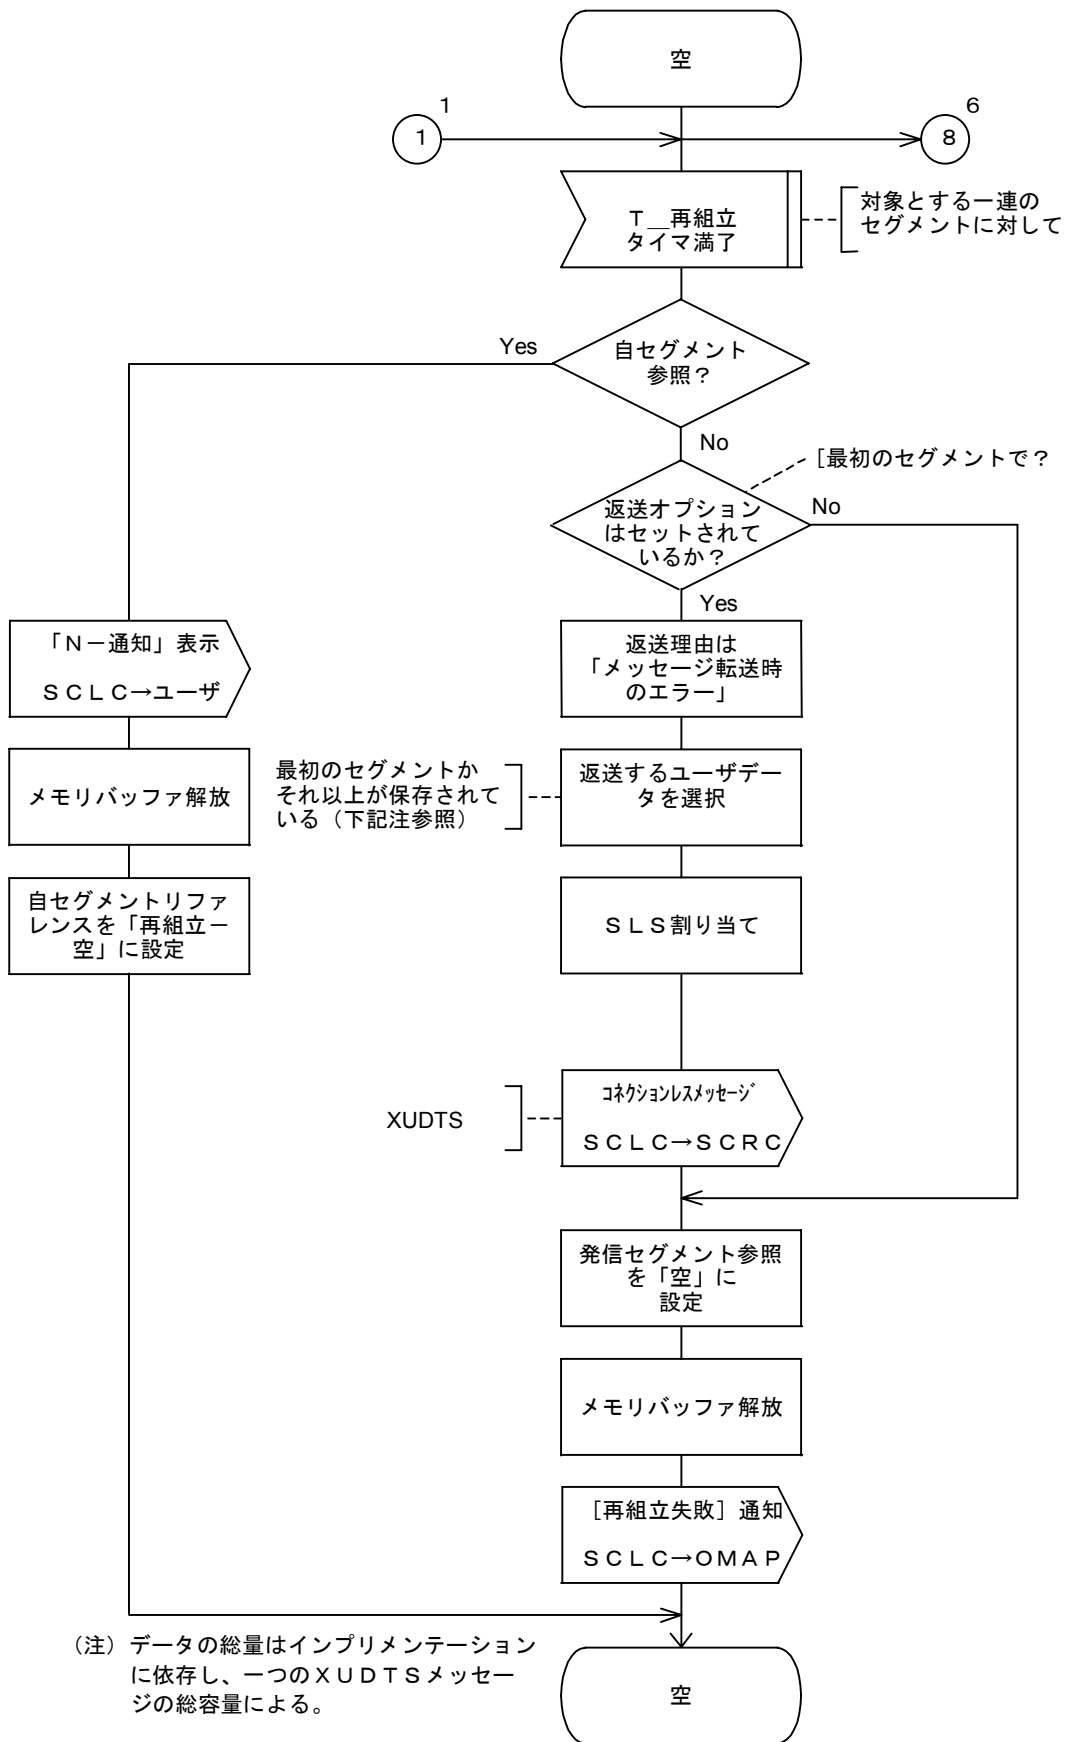 空
1
1
6
8
T＿再組立
タイマ満了
対象とする一連の
セグメントに対して
自セグメント
参照？
Yes
No
［最初のセグメントで？
返送オプション
はセットされて
いるか？
No
Yes
「Ｎ－通知」表示
ＳＣＬＣ→ユーザ
返送理由は
「メッセージ転送時
のエラー」
メモリバッファ解放
最初のセグメントか
それ以上が保存されて
いる（下記注参照）
返送するユーザデー
タを選択
自セグメントリファ
レンスを「再組立－
空」に設定
ＳＬＳ割り当て
XUDTS
ｺﾈｸｼｮﾝﾚｽﾒｯｾｰｼﾞ
ＳＣＬＣ→ＳＣＲＣ
発信セグメント参照
を「空」に
設定
メモリバッファ解放
［再組立失敗］通知
ＳＣＬＣ→ＯＭＡＰ
（注）データの総量はインプリメンテーション
に依存し、一つのＸＵＤＴＳメッセー
ジの総容量による。
空